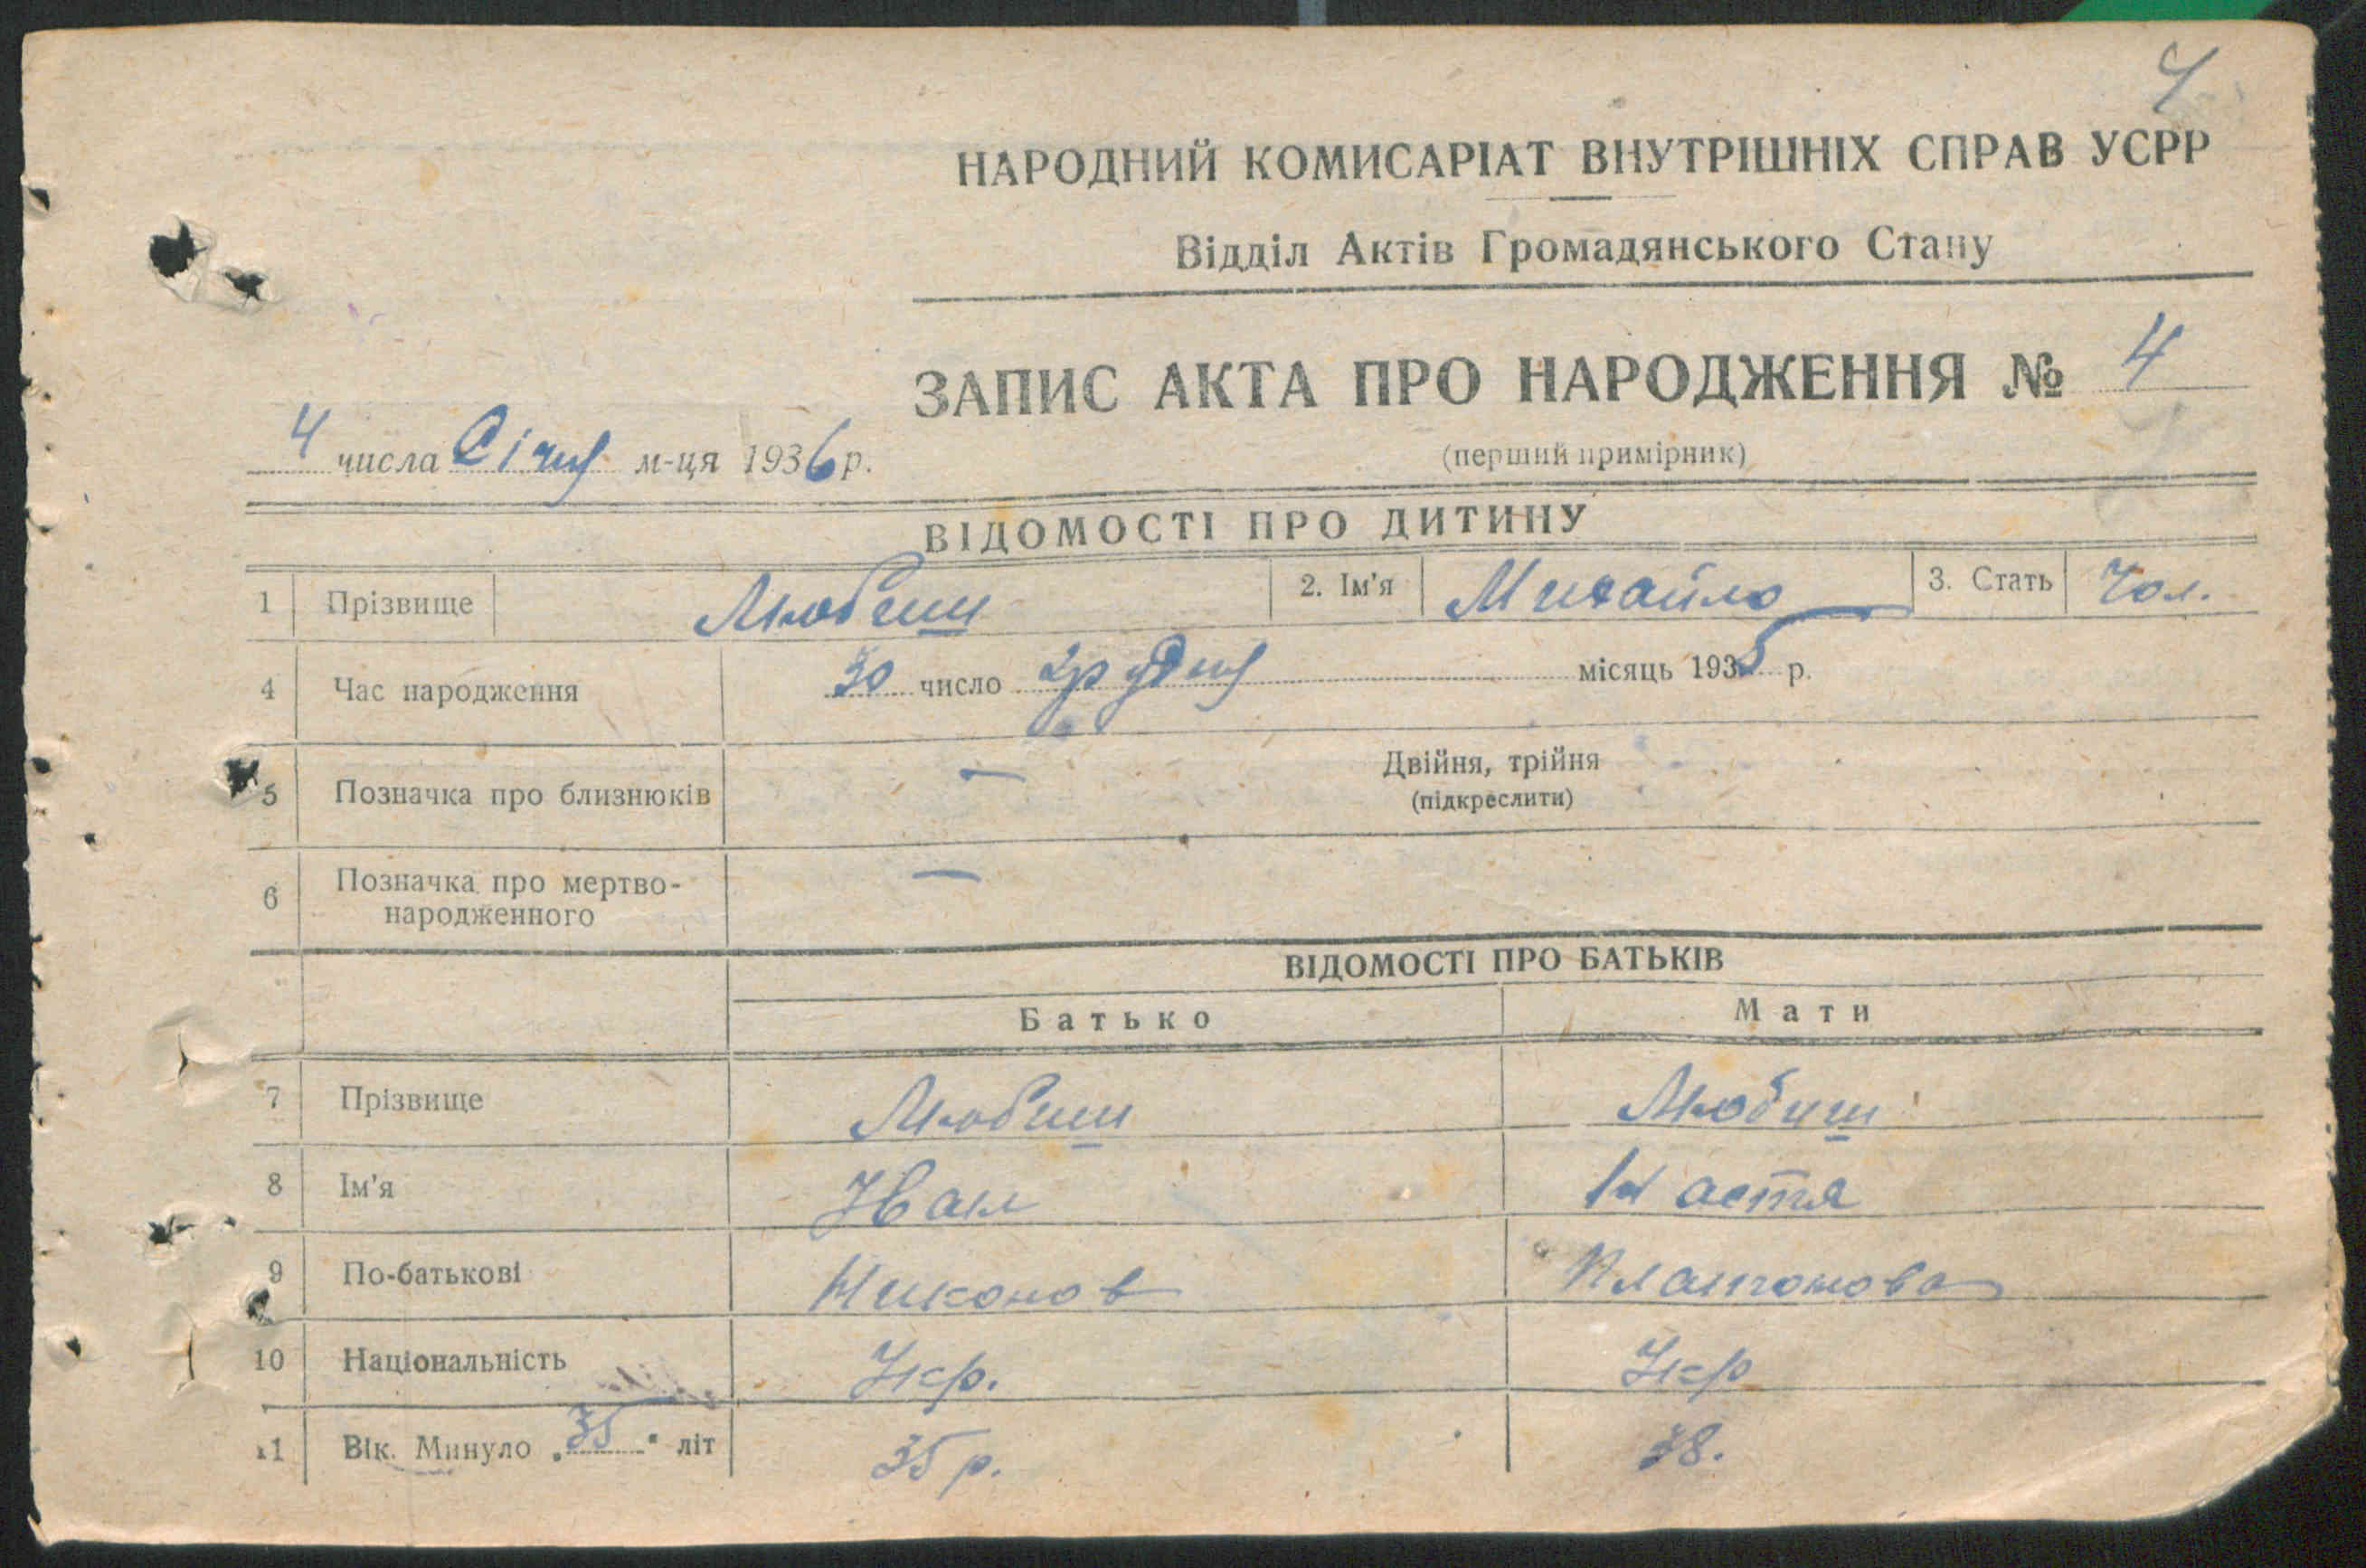 4
НАРОДНИЙ КОМИСАРІАТ ВНУТРІШНІХ СПРАВ УСРР
Відділ Актів Громадянського Стану
ЗАПИС АКТА ПРО НАРОДЖЕННЯ № 4
4 числа Січня м-ця 1936 р.
(перший примірник)
ВІДОМОСТІ ПРО ДИТИНУ
1 Прізвище Любиш 2. Ім'я Михайло 3. Стать Чол.
4 Час народження 30 число грудня місяць 1935 р.
5 Позначка про близнюків — Двійня, трійня
(підкреслити)
6 Позначка про мертво-
народженного —
ВІДОМОСТІ ПРО БАТЬКІВ
Батько Мати
7 Прізвище Любиш Любиш
8 Ім'я Іван Настя
9 По-батькові Никонов Платонова
10 Національність Укр. Укр
11 Вік. Минуло „35" літ 35 р. 38.